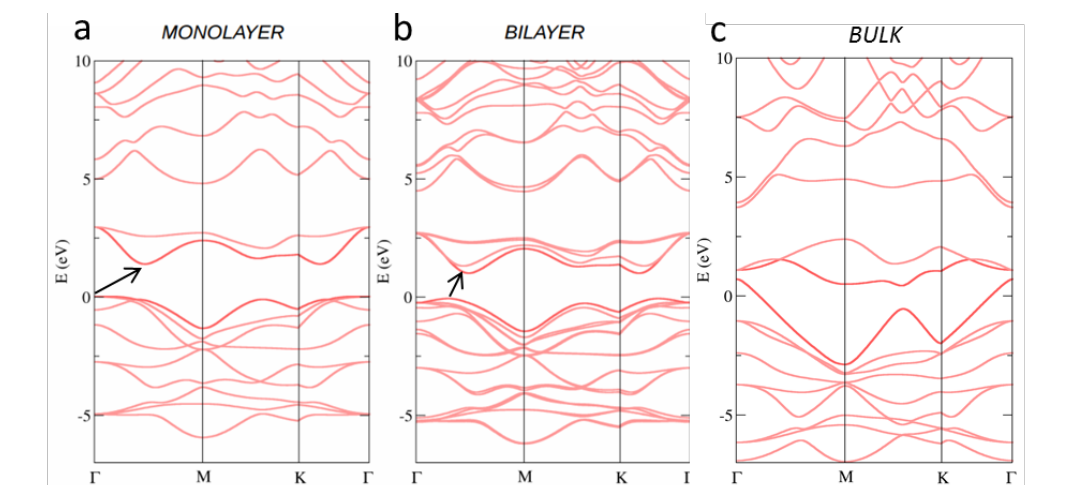 a MONOLAYER
b BILAYER
c BULK
10
5
0
-5
E (eV)
Γ M K Γ
10
5
0
-5
E (eV)
Γ M K Γ
10
5
0
-5
E (eV)
Γ M K Γ